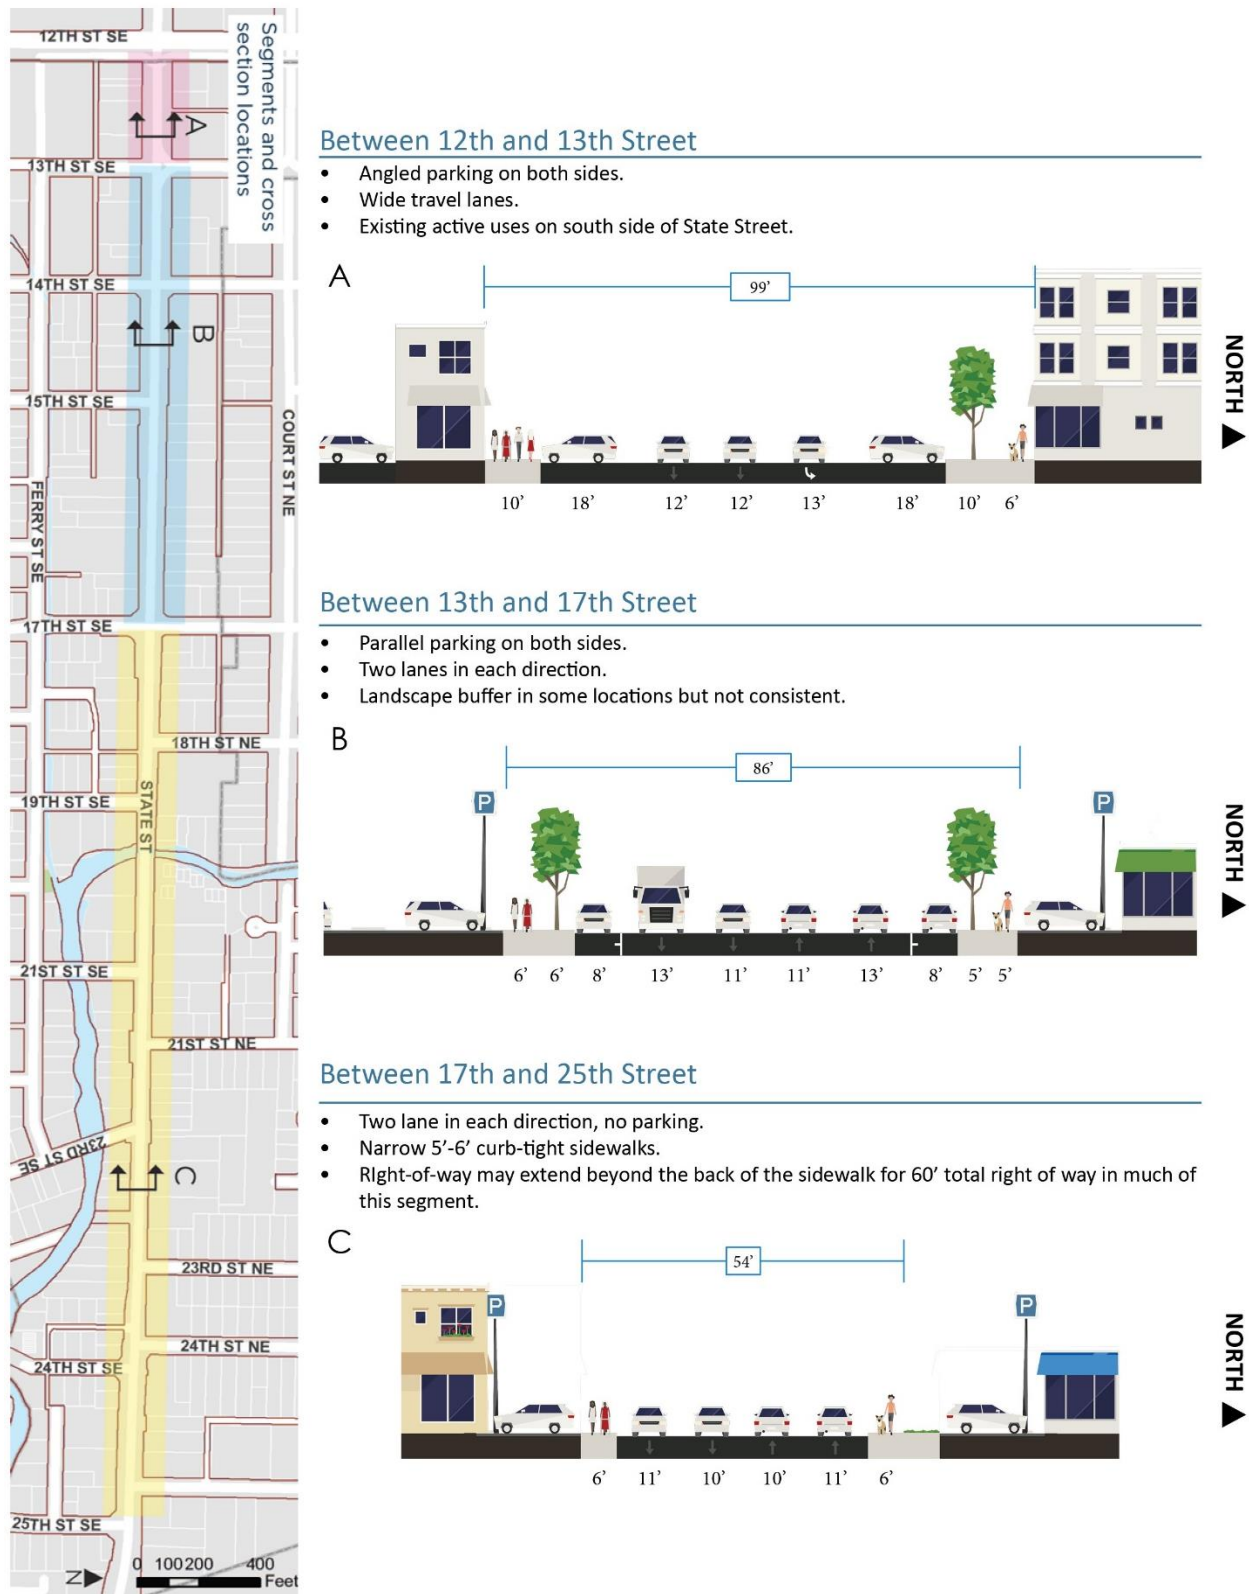 12TH ST SE
Segments and cross
section locations
A
13TH ST SE
14TH ST SE
B
15TH ST SE
COURT ST NE
FERRY ST SE
17TH ST SE
18TH ST NE
STATE ST
19TH ST SE
21ST ST SE
21ST ST NE
23RD ST SE
C
23RD ST NE
24TH ST NE
24TH ST SE
25TH ST SE
N
0 100 200 400
Feet
Between 12th and 13th Street
• Angled parking on both sides.
• Wide travel lanes.
• Existing active uses on south side of State Street.
A
99’
10’ 18’ 12’ 12’ 13’ 18’ 10’ 6’
NORTH
Between 13th and 17th Street
• Parallel parking on both sides.
• Two lanes in each direction.
• Landscape buffer in some locations but not consistent.
B
86’
P P
6’ 6’ 8’ 13’ 11’ 11’ 13’ 8’ 5’ 5’
NORTH
Between 17th and 25th Street
• Two lane in each direction, no parking.
• Narrow 5’-6’ curb-tight sidewalks.
• RIght-of-way may extend beyond the back of the sidewalk for 60’ total right of way in much of
this segment.
C
54’
P P
6’ 11’ 10’ 10’ 11’ 6’
NORTH